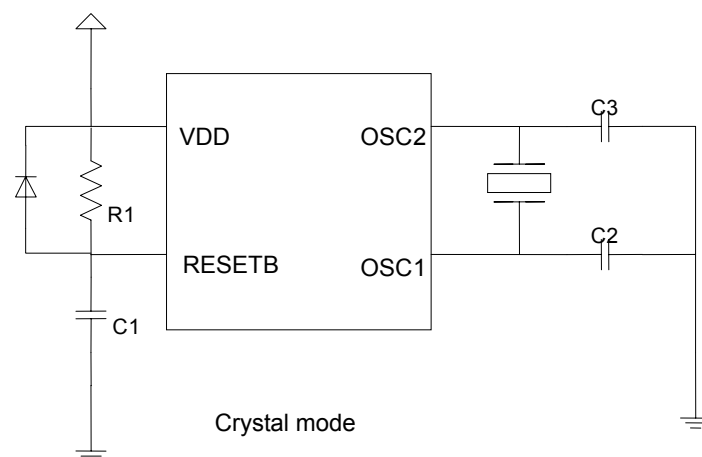 C3
VDD
OSC2
R1
C2
RESETB
OSC1
C1
Crystal mode